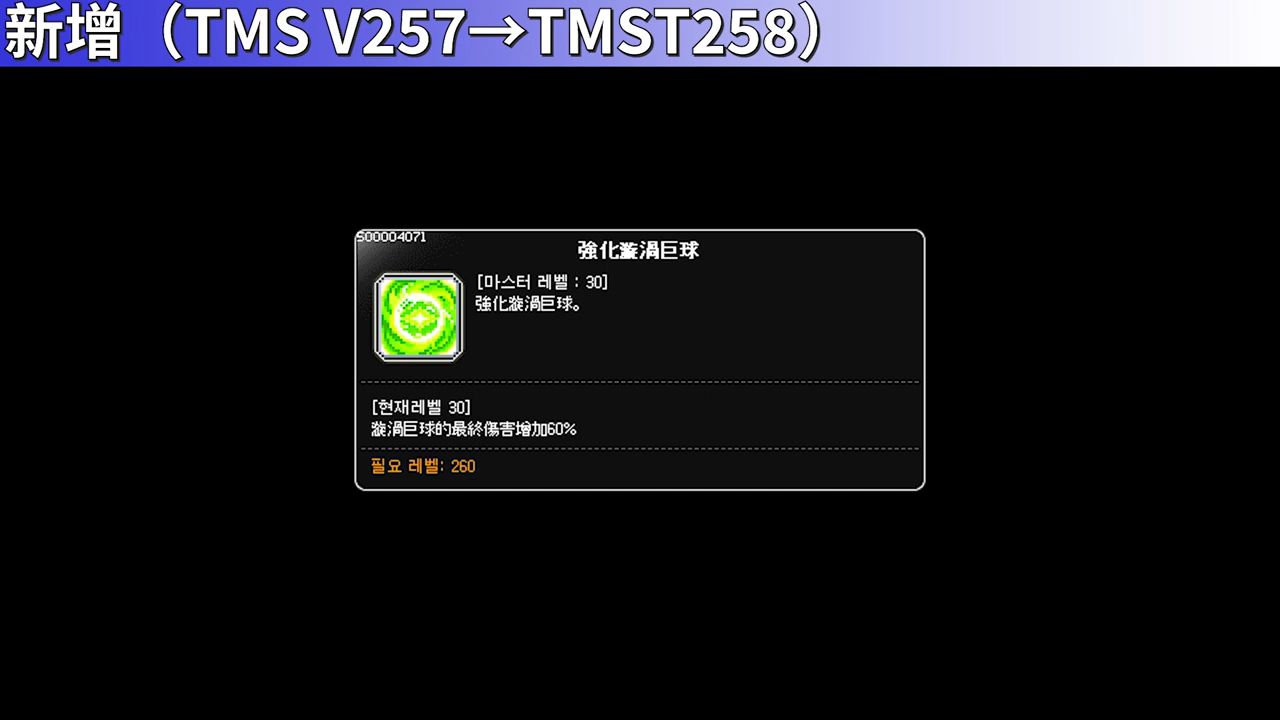 新增（TMS V257→TMST258）
S00004071
強化漩渦巨球
[마스터 레벨 : 30]
強化漩渦巨球。
[현재레벨 30]
漩渦巨球的最終傷害增加60%
필요 레벨: 260